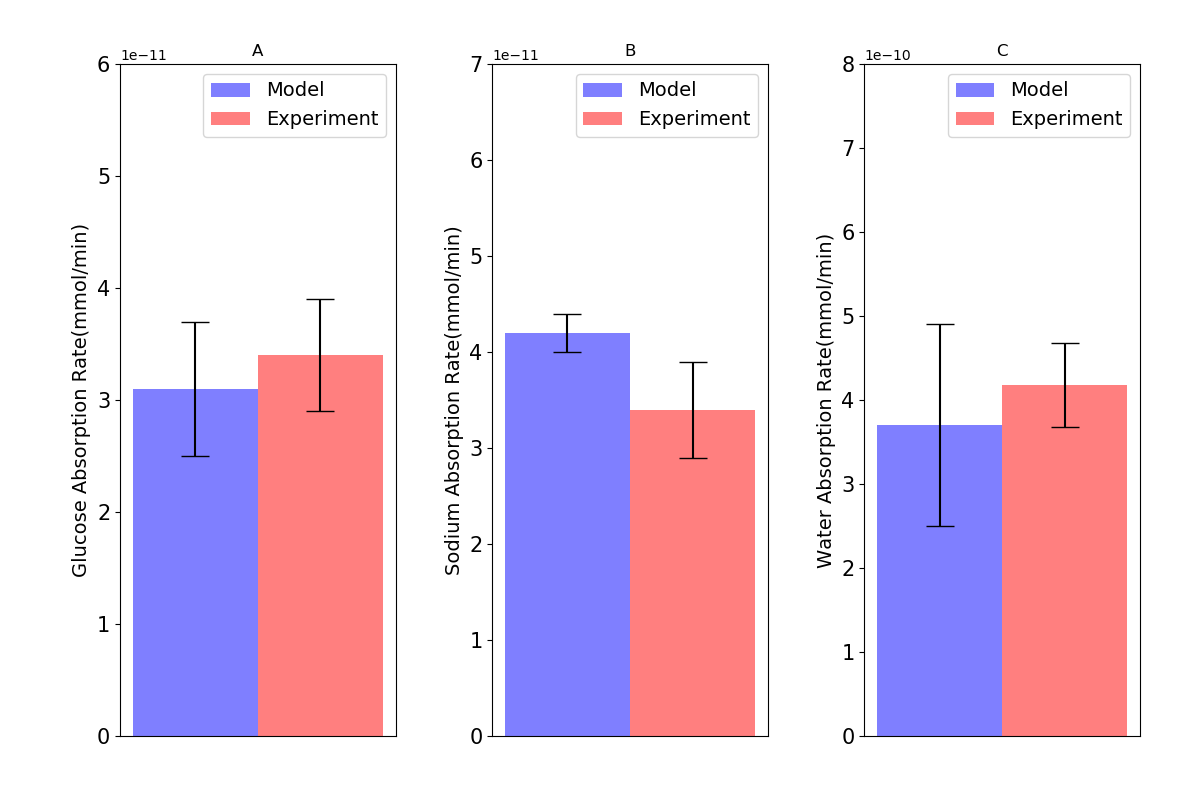 A
1e−11
6
5
4
3
2
1
0
Glucose Absorption Rate(mmol/min)
Model
Experiment
B
1e−11
7
6
5
4
3
2
1
0
Sodium Absorption Rate(mmol/min)
Model
Experiment
C
1e−10
8
7
6
5
4
3
2
1
0
Water Absorption Rate(mmol/min)
Model
Experiment